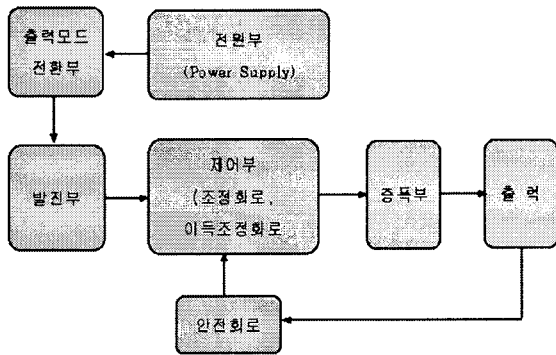 출력모드
전환부
전원부
(Power Supply)
발진부
제어부
(조정회로,
이득조정회로
증폭부
출 력
안전회로